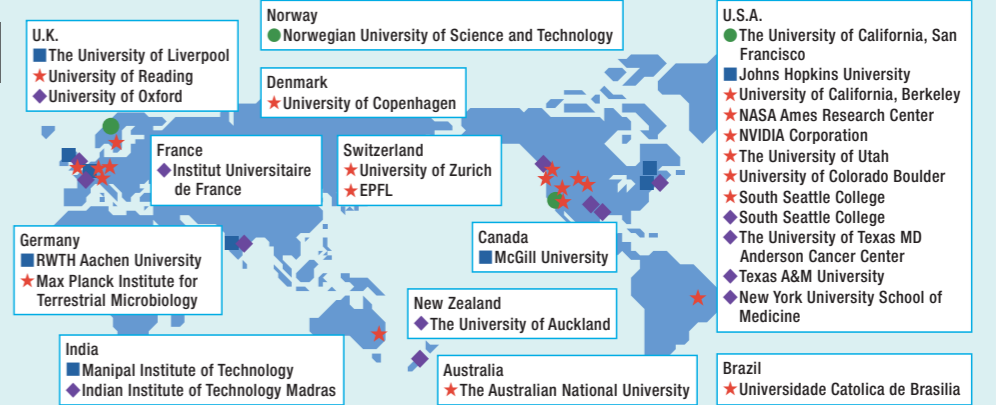 U.K.
■The University of Liverpool
★University of Reading
◆University of Oxford
Norway
●Norwegian University of Science and Technology
Denmark
★University of Copenhagen
France
◆Institut Universitaire
de France
Switzerland
★University of Zurich
★EPFL
Germany
■RWTH Aachen University
★Max Planck Institute for
Terrestrial Microbiology
India
■Manipal Institute of Technology
◆Indian Institute of Technology Madras
Canada
■McGill University
New Zealand
◆The University of Auckland
Australia
★The Australian National University
U.S.A.
●The University of California, San
Francisco
■Johns Hopkins University
★University of California, Berkeley
★NASA Ames Research Center
★NVIDIA Corporation
★The University of Utah
★University of Colorado Boulder
★South Seattle College
◆South Seattle College
◆The University of Texas MD
Anderson Cancer Center
◆Texas A&M University
◆New York University School of
Medicine
Brazil
★Universidade Catolica de Brasilia